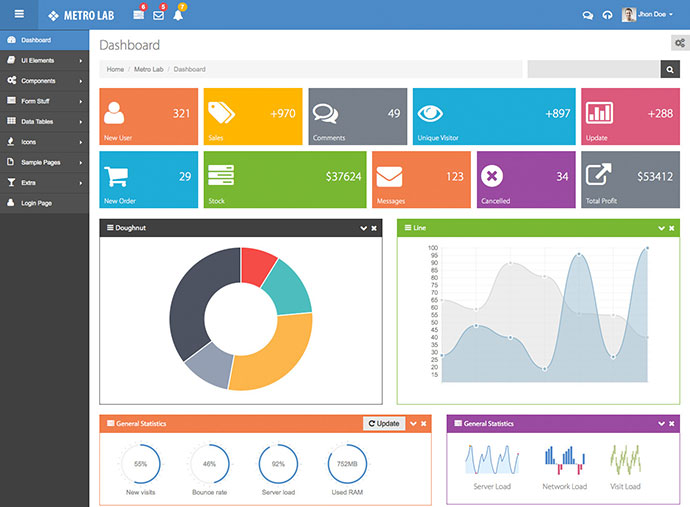 METRO LAB
6
5
7
Jhon Doe
Dashboard
UI Elements
Components
Form Stuff
Data Tables
Icons
Sample Pages
Extra
Login Page
Dashboard
Home / Metro Lab / Dashboard
321
New User
+970
Sales
49
Comments
+897
Unique Visitor
+288
Update
29
New Order
$37624
Stock
123
Messages
34
Cancelled
$53412
Total Profit
Doughnut
Line
100
95
90
85
80
75
70
65
60
55
50
45
40
35
30
25
20
15
General Statistics
Update
55%
New visits
46%
Bounce rate
92%
Server load
752MB
Used RAM
General Statistics
Server Load
Network Load
Visit Load